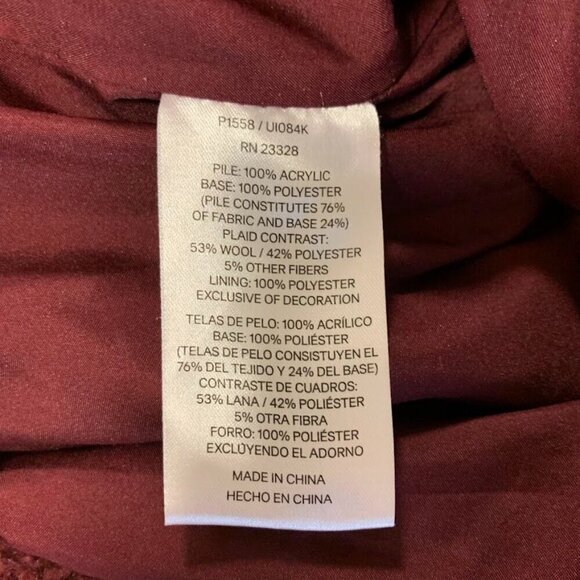 P1558 / UI084K
RN 23328
PILE: 100% ACRYLIC
BASE: 100% POLYESTER
(PILE CONSTITUTES 76%
OF FABRIC AND BASE 24%)
PLAID CONTRAST:
53% WOOL / 42% POLYESTER
5% OTHER FIBERS
LINING: 100% POLYESTER
EXCLUSIVE OF DECORATION
TELAS DE PELO: 100% ACRÍLICO
BASE: 100% POLIÉSTER
(TELAS DE PELO CONSISTUYEN EL
76% DEL TEJIDO Y 24% DEL BASE)
CONTRASTE DE CUADROS:
53% LANA / 42% POLIÉSTER
5% OTRA FIBRA
FORRO: 100% POLIÉSTER
EXCLUYENDO EL ADORNO
MADE IN CHINA
HECHO EN CHINA